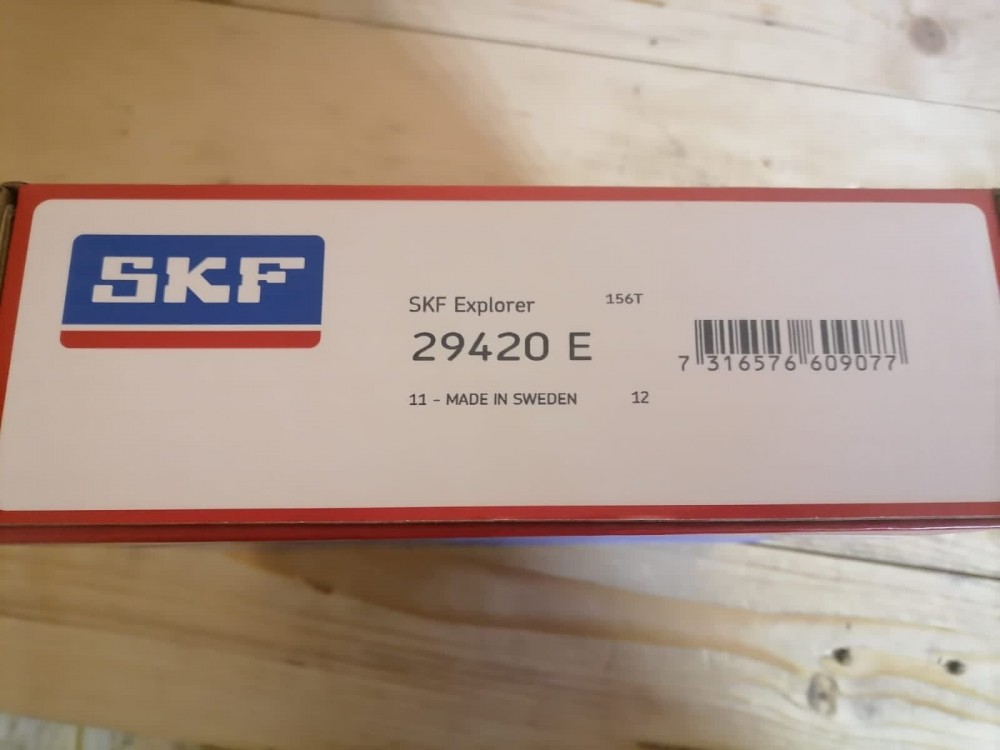 SKF
SKF Explorer 156T
29420 E
7 316576 609077
11 - MADE IN SWEDEN 12